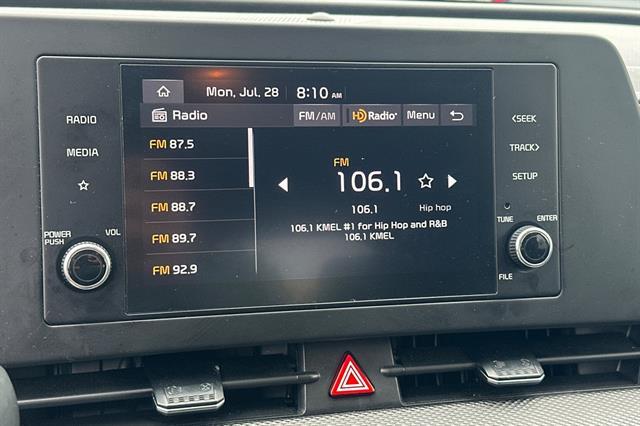 Mon, Jul. 28 8:10 AM
Radio FM/AM HD Radio Menu
FM 87.5
FM 88.3
FM 88.7
FM 89.7
FM 92.9
FM
106.1
106.1 Hip hop
106.1 KMEL #1 for Hip Hop and R&B
106.1 KMEL
RADIO
MEDIA
POWER
PUSH
VOL
<SEEK
TRACK>
SETUP
TUNE
ENTER
FILE